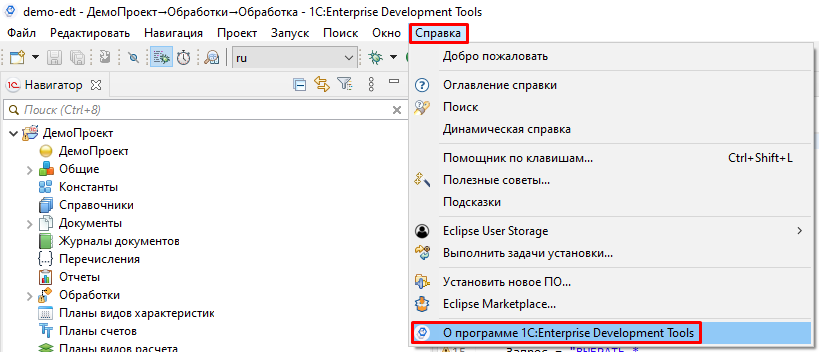 demo-edt - ДемоПроект→Обработки→Обработка - 1C:Enterprise Development Tools
Файл Редактировать Навигация Проект Запуск Поиск Окно Справка
ru
Навигатор
Поиск (Ctrl+8)
ДемоПроект
ДемоПроект
Общие
Константы
Справочники
Документы
Журналы документов
Перечисления
Отчеты
Обработки
Планы видов характеристик
Планы счетов
Планы видов расчета
Добро пожаловать
Оглавление справки
Поиск
Динамическая справка
Помощник по клавишам... Ctrl+Shift+L
Полезные советы...
Подсказки
Eclipse User Storage
Выполнить задачи установки...
Установить новое ПО...
Eclipse Marketplace...
О программе 1C:Enterprise Development Tools
15 Запрос = "ВЫБРАТЬ *